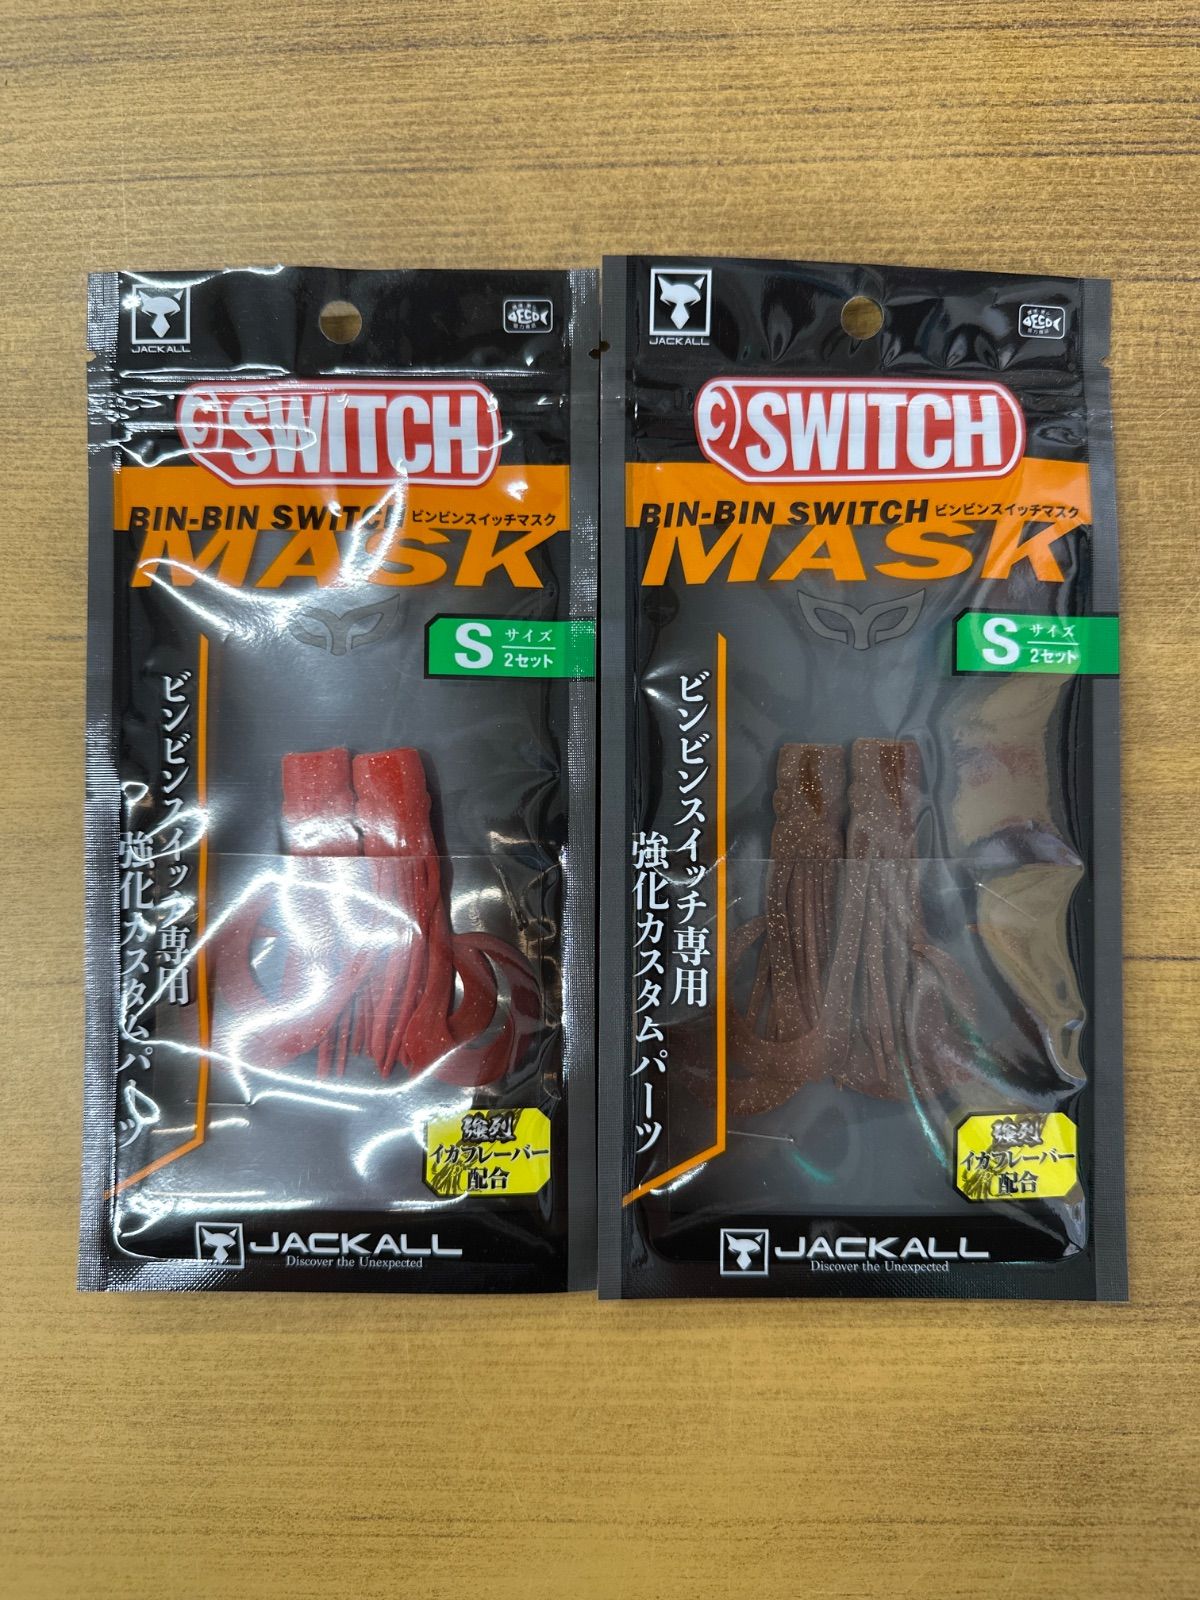 JACKALL
ECO
SWITCH
BIN-BIN SWITCH ビンビンスイッチマスク
MASK
S サイズ
2セット
ビンビンスイッチ専用
強化カスタムパーツ
強烈
イカフレーバー
配合
JACKALL
Discover the Unexpected
JACKALL
ECO
SWITCH
BIN-BIN SWITCH ビンビンスイッチマスク
MASK
S サイズ
2セット
ビンビンスイッチ専用
強化カスタムパーツ
強烈
イカフレーバー
配合
JACKALL
Discover the Unexpected